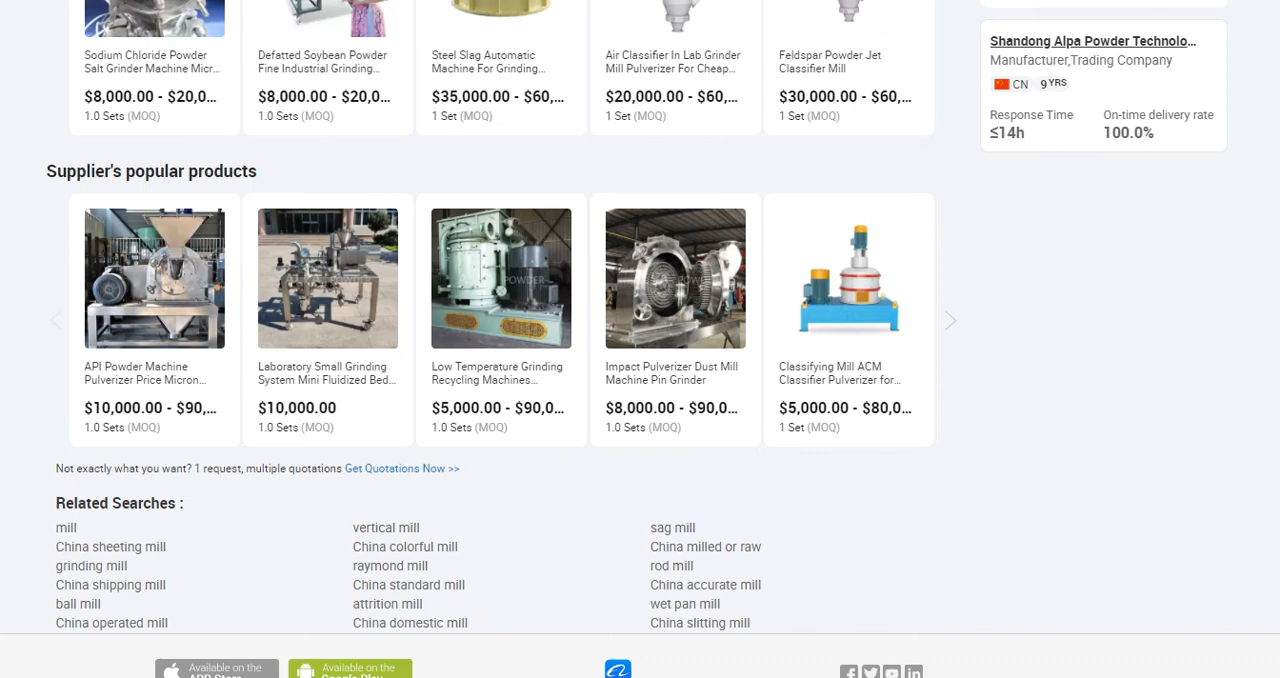 Sodium Chloride Powder
Salt Grinder Machine Micr...
$8,000.00 - $20,0...
1.0 Sets (MOQ)
Defatted Soybean Powder
Fine Industrial Grinding...
$8,000.00 - $20,0...
1.0 Sets (MOQ)
Steel Slag Automatic
Machine For Grinding...
$35,000.00 - $60,...
1 Set (MOQ)
Air Classifier In Lab Grinder
Mill Pulverizer For Cheap...
$20,000.00 - $60,...
1 Set (MOQ)
Feldspar Powder Jet
Classifier Mill
$30,000.00 - $60,...
1 Set (MOQ)
Shandong Alpa Powder Technolo...
Manufacturer,Trading Company
CN 9 YRS
Response Time
≤14h
On-time delivery rate
100.0%
Supplier's popular products
API Powder Machine
Pulverizer Price Micron...
$10,000.00 - $90,...
1.0 Sets (MOQ)
Laboratory Small Grinding
System Mini Fluidized Bed...
$10,000.00
1.0 Sets (MOQ)
POWDER
Low Temperature Grinding
Recycling Machines...
$5,000.00 - $90,0...
1.0 Sets (MOQ)
Impact Pulverizer Dust Mill
Machine Pin Grinder
$8,000.00 - $90,0...
1.0 Sets (MOQ)
Classifying Mill ACM
Classifier Pulverizer for...
$5,000.00 - $80,0...
1 Set (MOQ)
Not exactly what you want? 1 request, multiple quotations Get Quotations Now >>
Related Searches :
mill
vertical mill
sag mill
China sheeting mill
China colorful mill
China milled or raw
grinding mill
raymond mill
rod mill
China shipping mill
China standard mill
China accurate mill
ball mill
attrition mill
wet pan mill
China operated mill
China domestic mill
China slitting mill
Available on the
APP Store
Available on the
Google Play